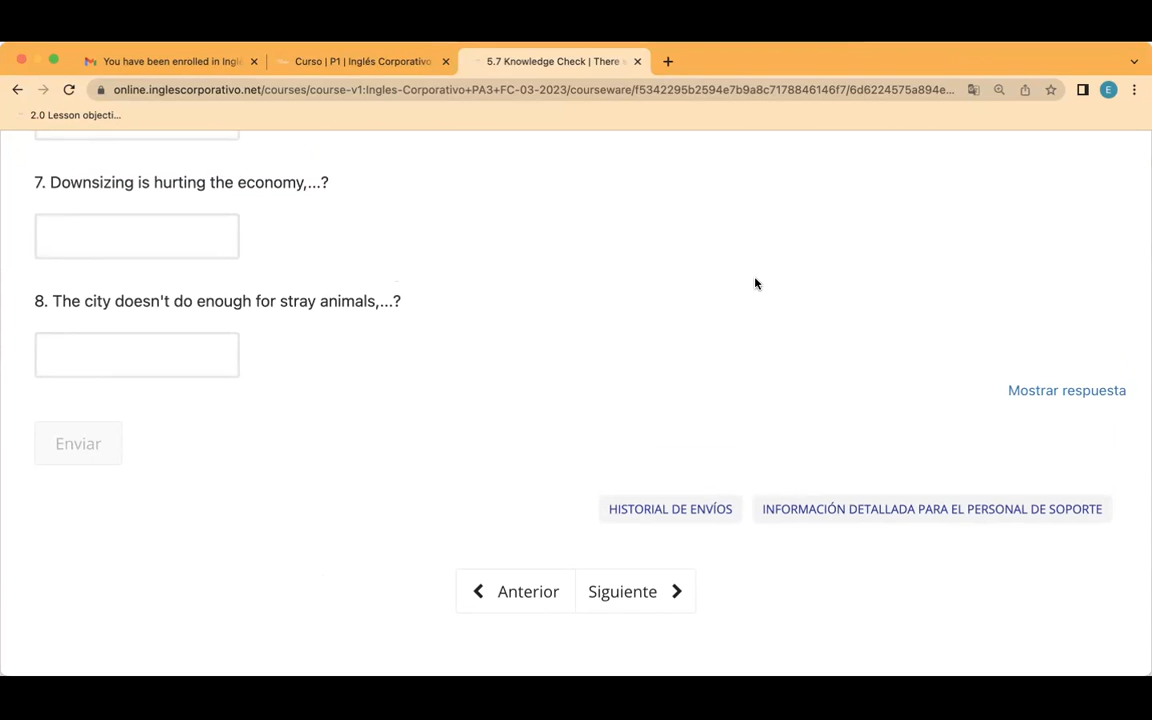 You have been enrolled in Ingl
Curso | P1 | Inglés Corporativo
5.7 Knowledge Check | There
online.inglescorporativo.net/courses/course-v1:Ingles-Corporativo+PA3+FC-03-2023/courseware/f5342295b2594e7b9a8c7178846146f7/6d6224575a894e...
E
2.0 Lesson objecti...
7. Downsizing is hurting the economy,...?
8. The city doesn't do enough for stray animals,...?
Mostrar respuesta
Enviar
HISTORIAL DE ENVÍOS
INFORMACIÓN DETALLADA PARA EL PERSONAL DE SOPORTE
Anterior
Siguiente